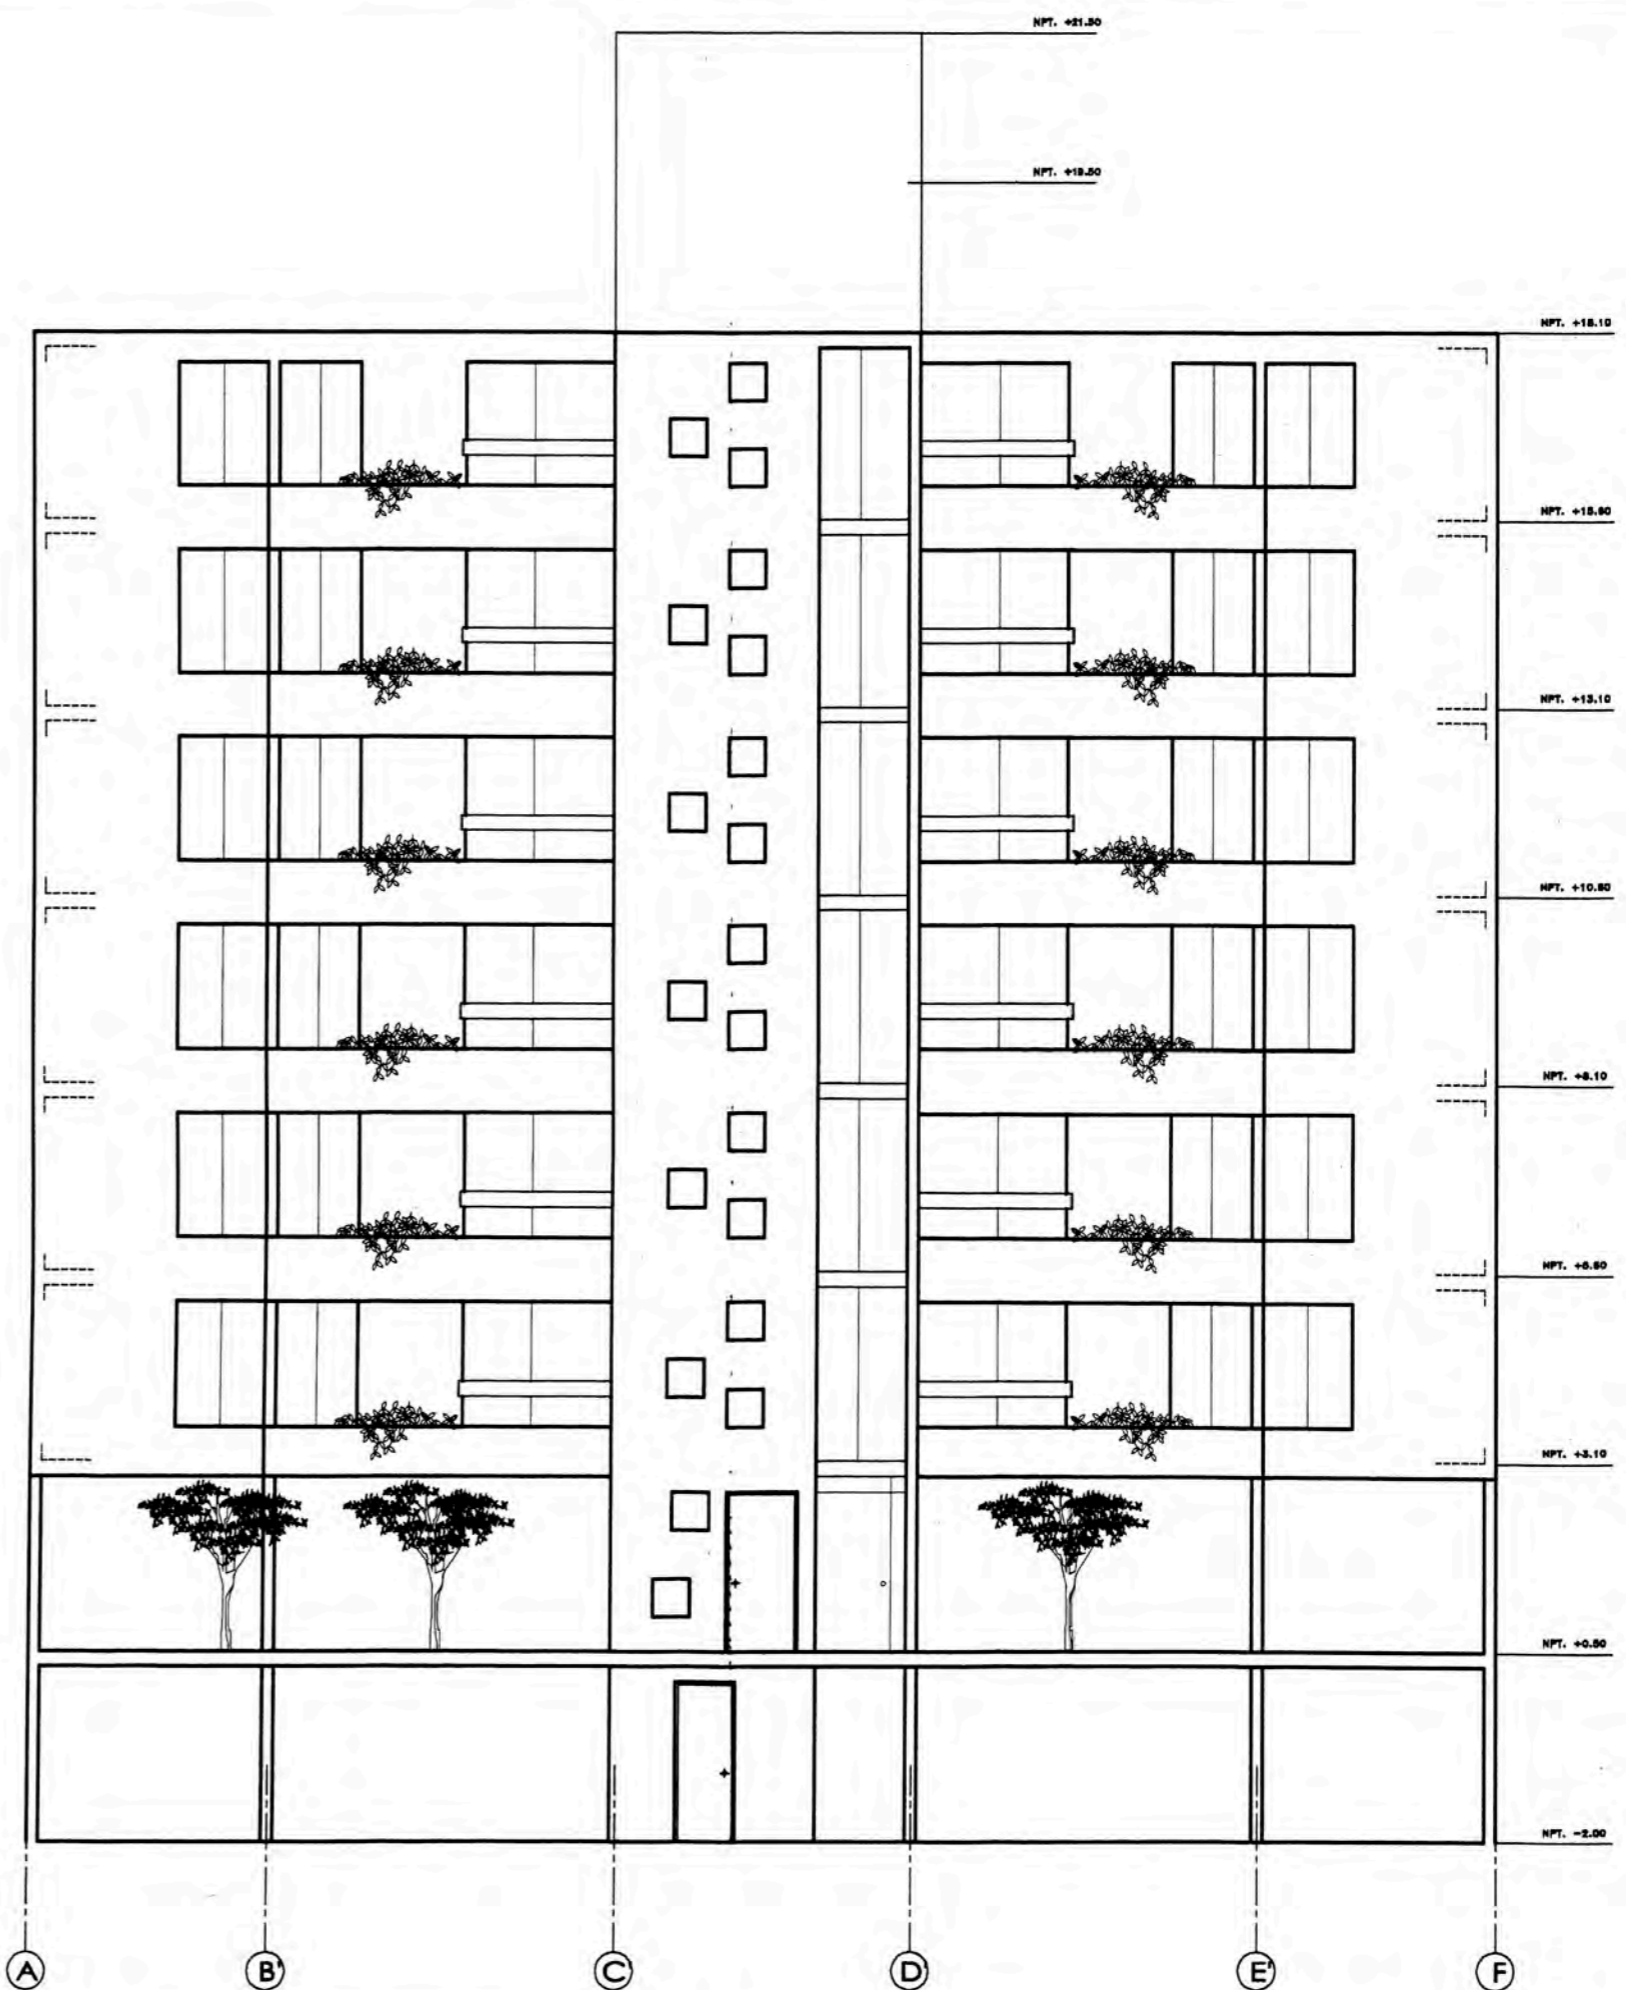 NPT. +21.50
NPT. +19.50
NPT. +18.10
NPT. +15.60
NPT. +13.10
NPT. +10.60
NPT. +8.10
NPT. +5.60
NPT. +3.10
NPT. +0.60
NPT. -2.00
A B' C' D' E' F